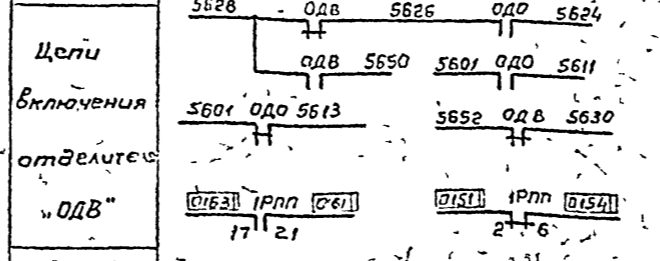 5628 ОДВ 5626 ОДО 5624
Цепи
ОДВ 5650 5601 ОДО 5611
включения
5601 ОДО 5613 5652 ОДВ 5630
отделителя
"ОДВ"
0163 1РПП 061 0151 1РПП 0154
17 21 2 6